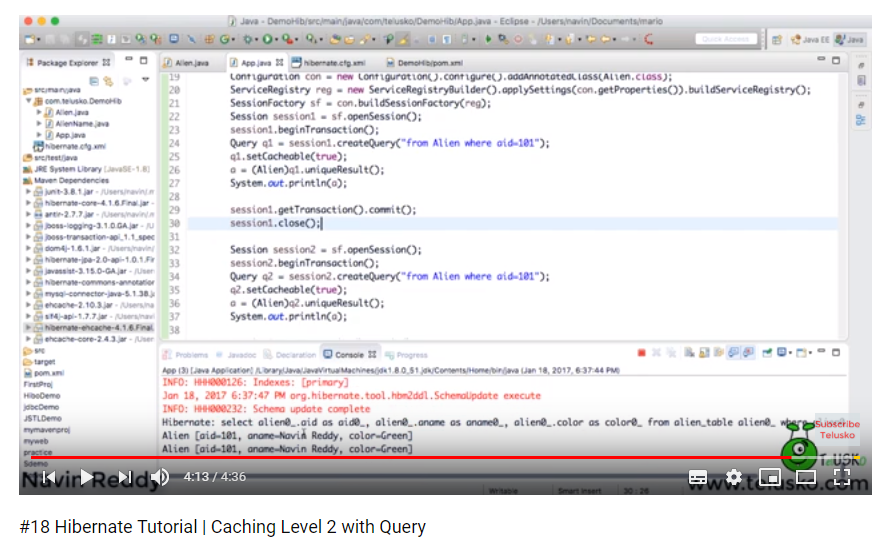 Java - DemoHib/src/main/java/com/telusko/DemoHib/App.java - Eclipse - /Users/navin/Documents/mario
Quick Access
Java EE
Java
Package Explorer
Alien.java
App.java
hibernate.cfg.xml
DemoHib/pom.xml
src/main/java
com.telusko.DemoHib
Alien.java
AlienName.java
App.java
hibernate.cfg.xml
src/test/java
JRE System Library [JavaSE-1.8]
Maven Dependencies
junit-3.8.1.jar - /Users/navin/.m
hibernate-core-4.1.6.Final.jar -
antlr-2.7.7.jar - /Users/navin/.m
jboss-logging-3.1.0.GA.jar - /U
jboss-transaction-api_1.1_spec
dom4j-1.6.1.jar - /Users/navin/.
hibernate-jpa-2.0-api-1.0.1.Fir
javassist-3.15.0-GA.jar - /User
hibernate-commons-annotation
mysql-connector-java-5.1.38.ja
ehcache-2.10.3.jar - /Users/na
slf4j-api-1.7.7.jar - /Users/navi
hibernate-ehcache-4.1.6.Final.
ehcache-core-2.4.3.jar - /User
src
target
pom.xml
FirstProj
HiboDemo
jdbcDemo
JSTLDemo
mymavenproj
myweb
practice
Sdemo
19 Configuration con = new Configuration().configure().addAnnotatedClass(Alien.class);
20 ServiceRegistry reg = new ServiceRegistryBuilder().applySettings(con.getProperties()).buildServiceRegistry();
21 SessionFactory sf = con.buildSessionFactory(reg);
22 Session session1 = sf.openSession();
23 session1.beginTransaction();
24 Query q1 = session1.createQuery("from Alien where aid=101");
25 q1.setCacheable(true);
26 a = (Alien)q1.uniqueResult();
27 System.out.println(a);
28
29 session1.getTransaction().commit();
30 session1.close();
31
32 Session session2 = sf.openSession();
33 session2.beginTransaction();
34 Query q2 = session2.createQuery("from Alien where aid=101");
35 q2.setCacheable(true);
36 a = (Alien)q2.uniqueResult();
37 System.out.println(a);
38
Problems
Javadoc
Declaration
Console
Progress
App (3) [Java Application] /Library/Java/JavaVirtualMachines/jdk1.8.0_51.jdk/Contents/Home/bin/java (Jan 18, 2017, 6:37:44 PM)
INFO: HHH000126: Indexes: [primary]
Jan 18, 2017 6:37:47 PM org.hibernate.tool.hbm2ddl.SchemaUpdate execute
INFO: HHH000232: Schema update complete
Hibernate: select alien0_.aid as aid0_, alien0_.aname as aname0_, alien0_.color as color0_ from alien_table alien0_ where
Alien [aid=101, aname=Navin Reddy, color=Green]
Alien [aid=101, aname=Navin Reddy, color=Green]
Subscribe
Telusko
TELUSKO
Navin Reddy
4:13 / 4:36
www.telusko.com
Writable
Smart Insert
30 : 26
#18 Hibernate Tutorial | Caching Level 2 with Query